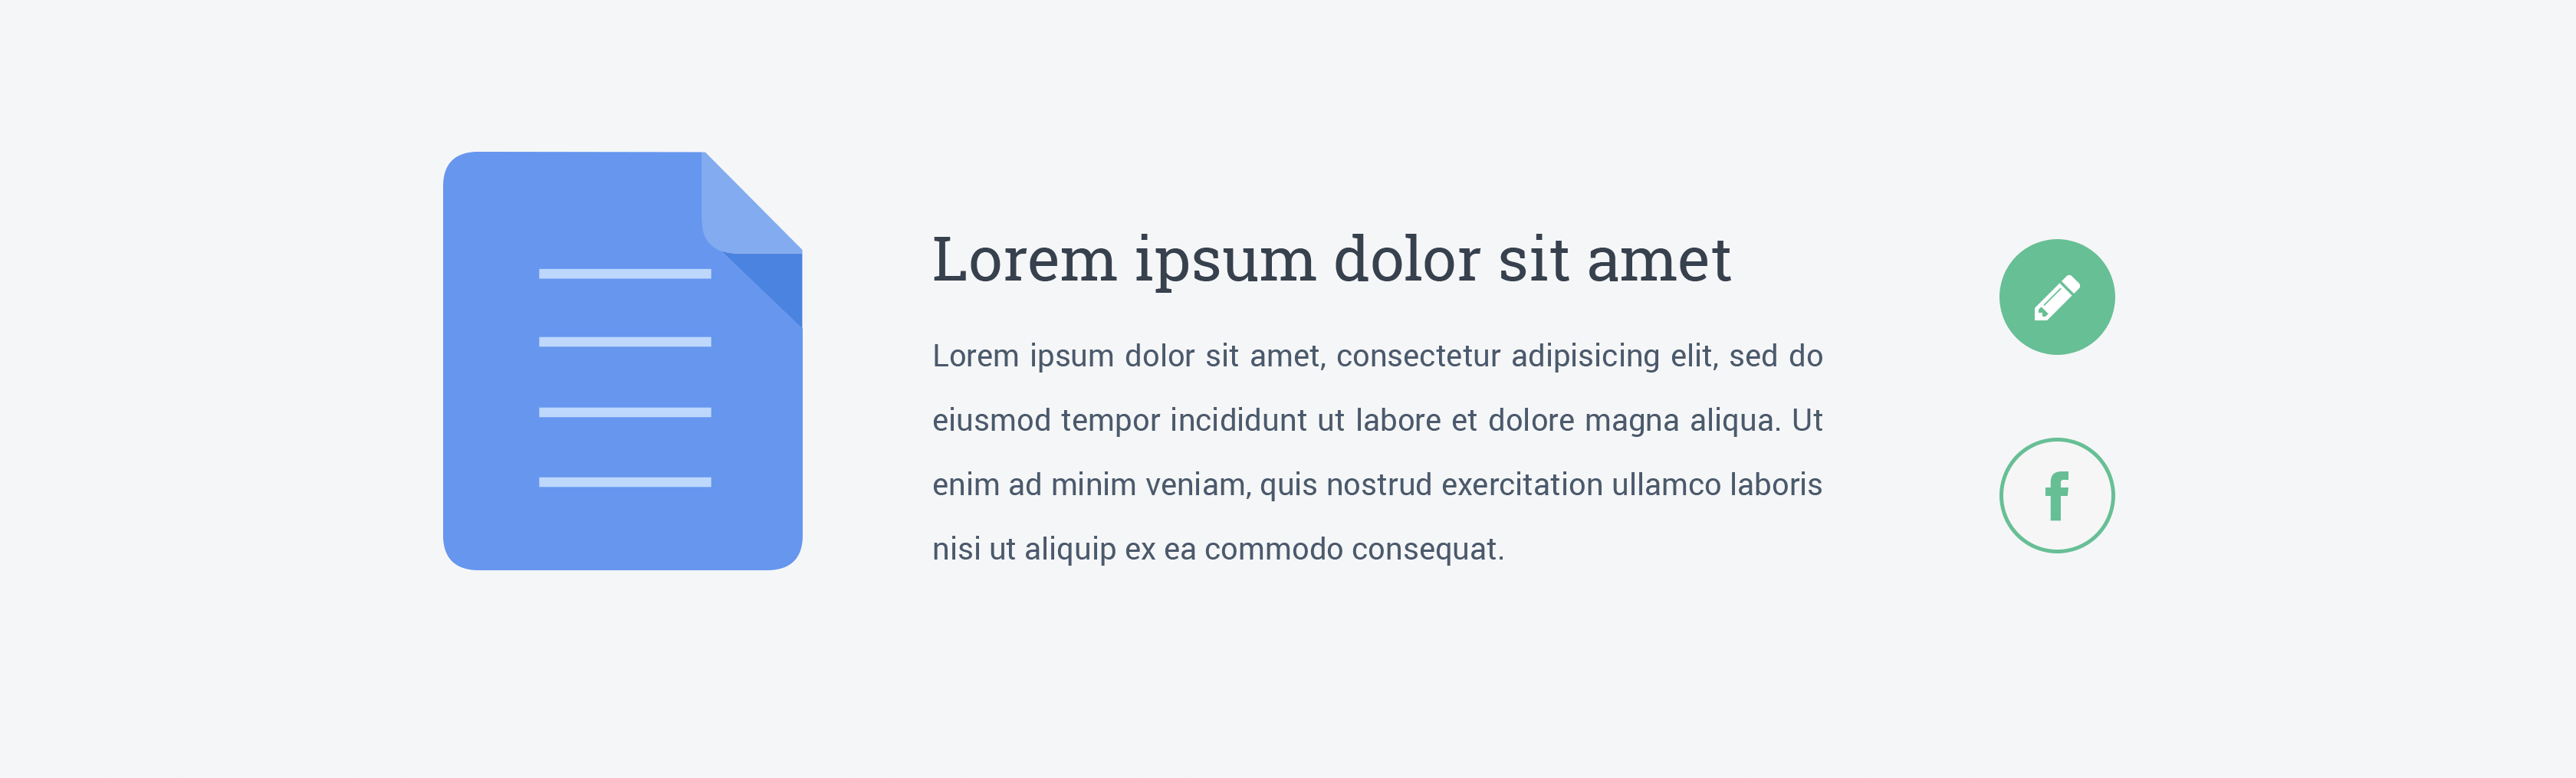 Lorem ipsum dolor sit amet
Lorem ipsum dolor sit amet, consectetur adipisicing elit, sed do
eiusmod tempor incididunt ut labore et dolore magna aliqua. Ut
enim ad minim veniam, quis nostrud exercitation ullamco laboris
nisi ut aliquip ex ea commodo consequat.
f